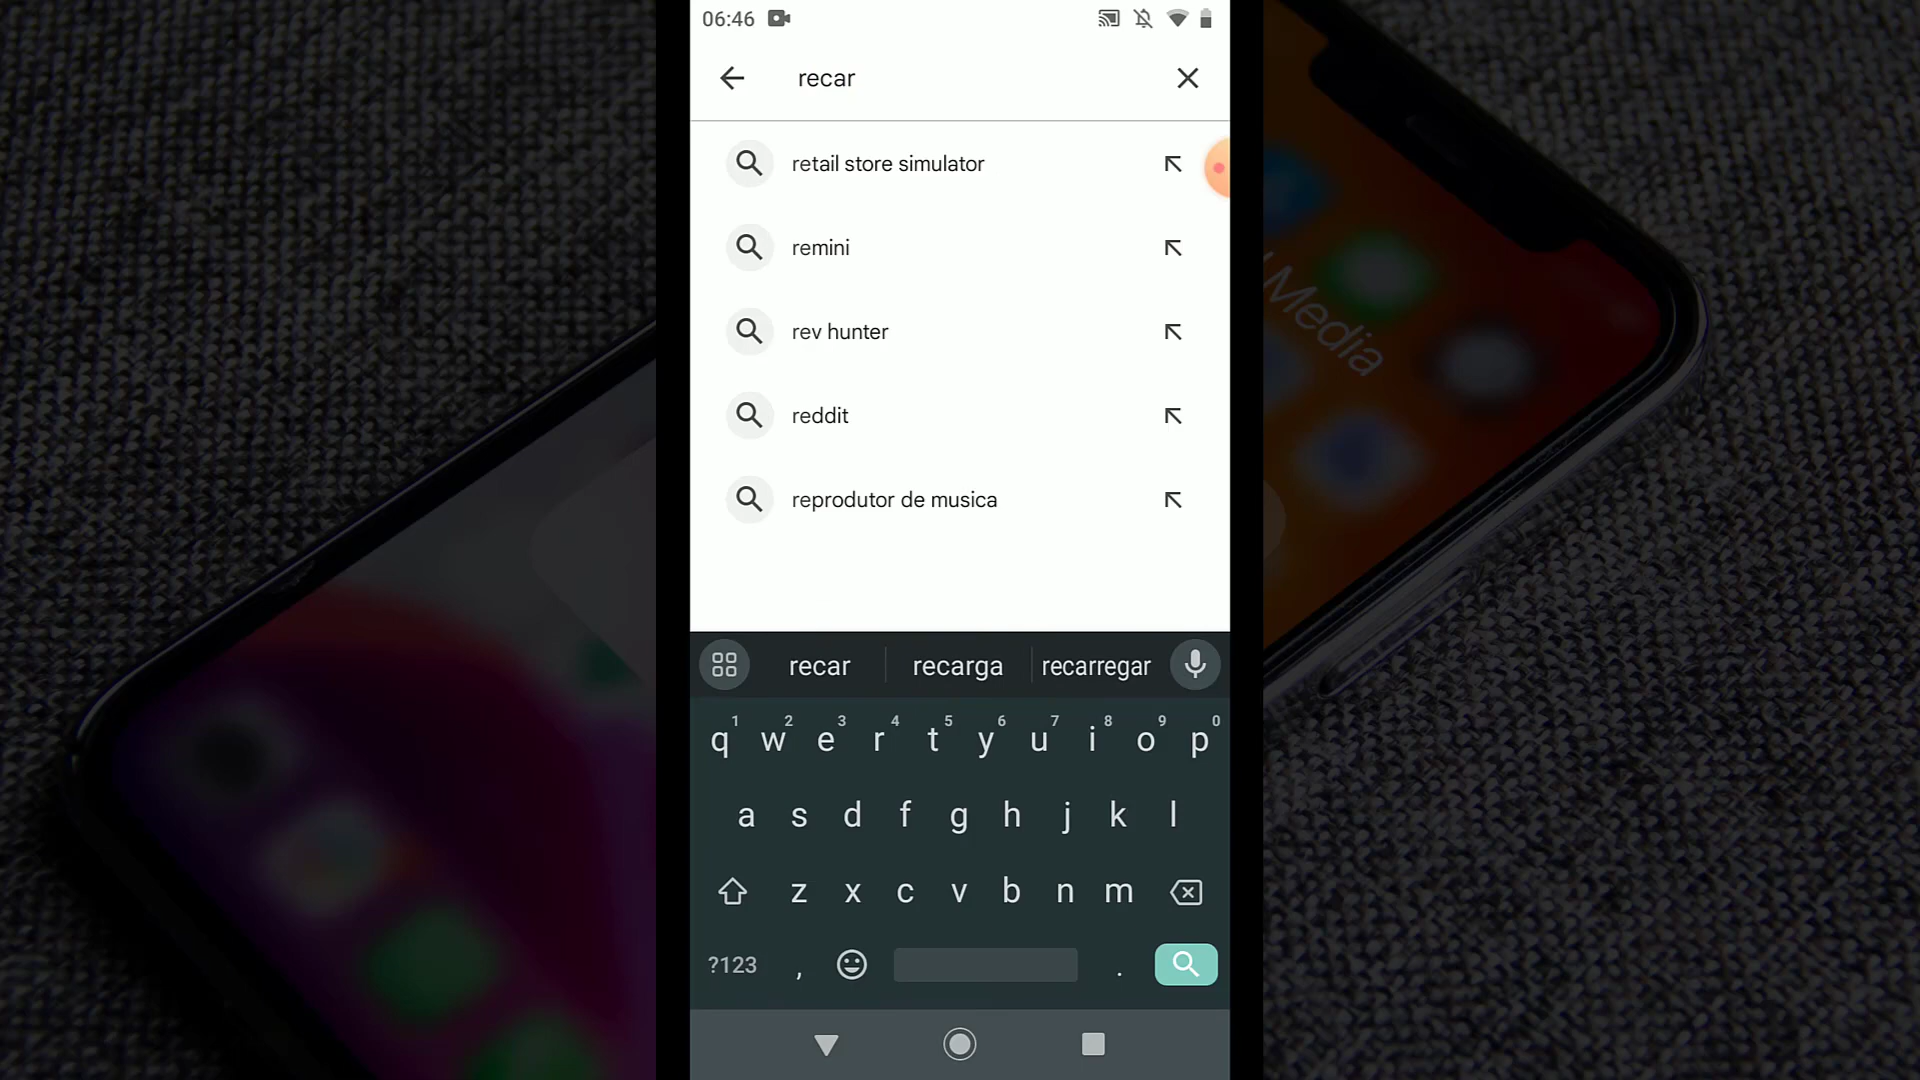 06:46
recar
retail store simulator
remini
rev hunter
reddit
reprodutor de musica
Media
recar recarga recarregar
1 2 3 4 5 6 7 8 9 0
q w e r t y u i o p
a s d f g h j k l
z x c v b n m
?123 , .